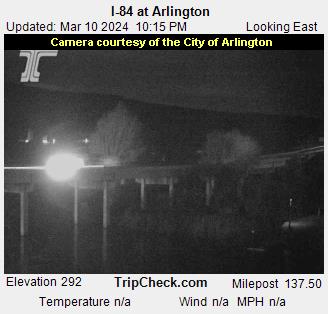 I-84 at Arlington
Updated: Mar 10 2024 10:15 PM Looking East
Camera courtesy of the City of Arlington
Elevation 292 TripCheck.com Milepost 137.50
Temperature n/a Wind n/a MPH n/a